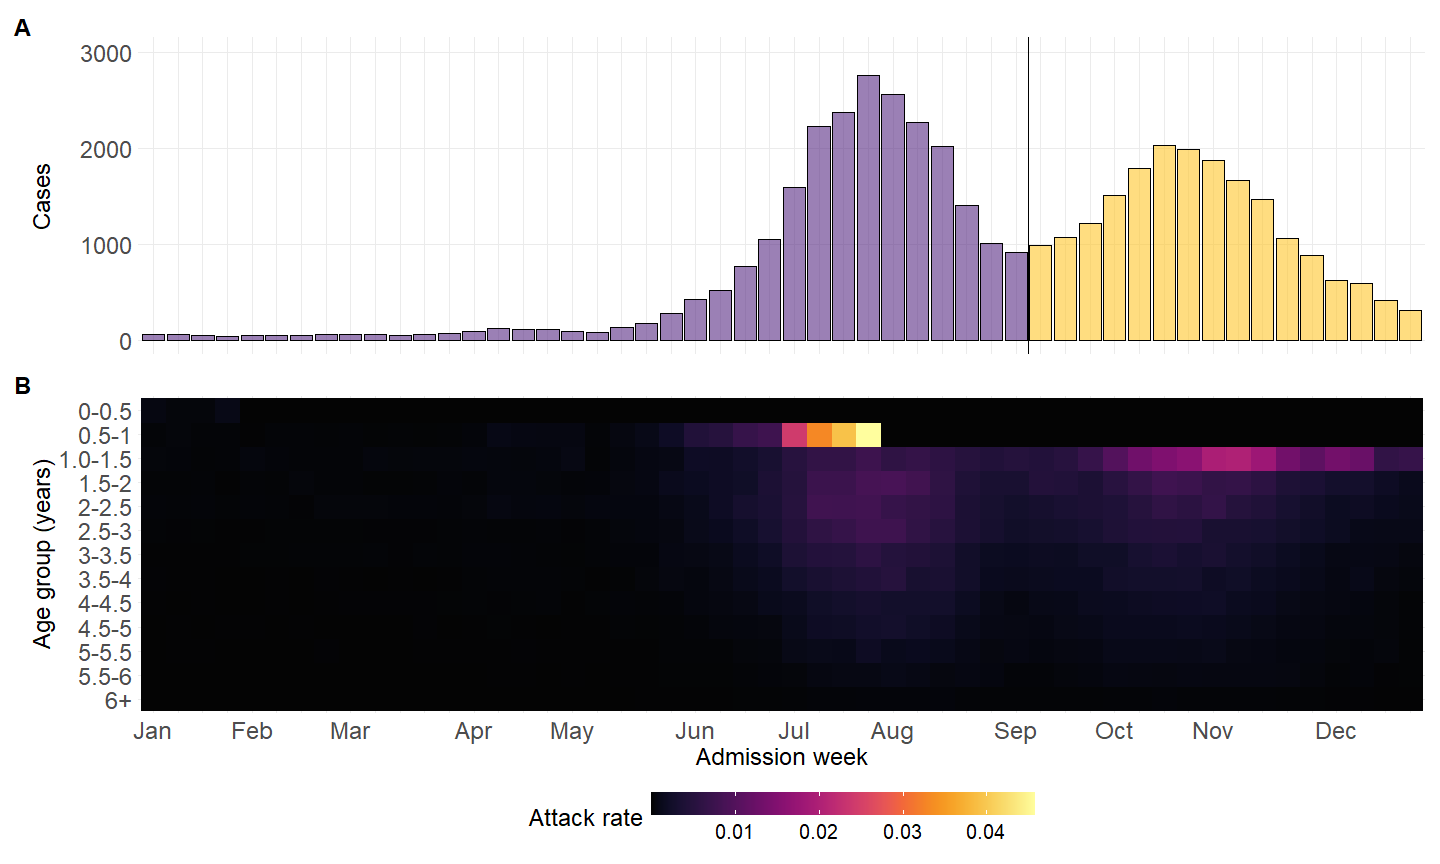 A
3000
2000
1000
0
Cases
B
0-0.5
0.5-1
1.0-1.5
1.5-2
2-2.5
2.5-3
3-3.5
3.5-4
4-4.5
4.5-5
5-5.5
5.5-6
6+
Age group (years)
Jan Feb Mar Apr May Jun Jul Aug Sep Oct Nov Dec
Admission week
Attack rate
0.01 0.02 0.03 0.04